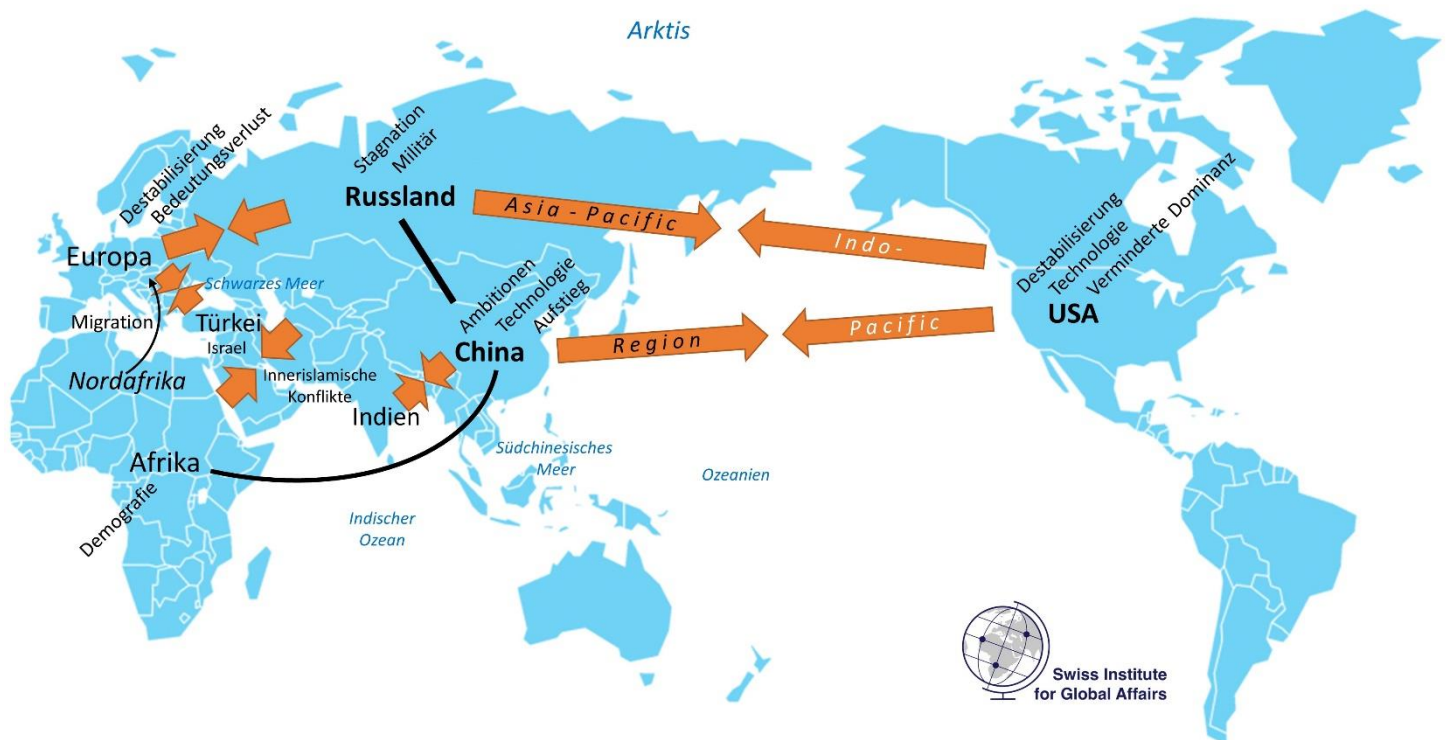 Arktis
Destabilisierung
Bedeutungsverlust
Stagnation
Militär
Russland
Asia - Pacific
Indo-
Destabilisierung
Technologie
Verminderte Dominanz
USA
Europa
Schwarzes Meer
Migration
Türkei
Israel
Nordafrika
Innerislamische
Konflikte
Ambitionen
Technologie
Aufstieg
China
Region
Pacific
Indien
Afrika
Demografie
Südchinesisches
Meer
Ozeanien
Indischer
Ozean
Swiss Institute
for Global Affairs